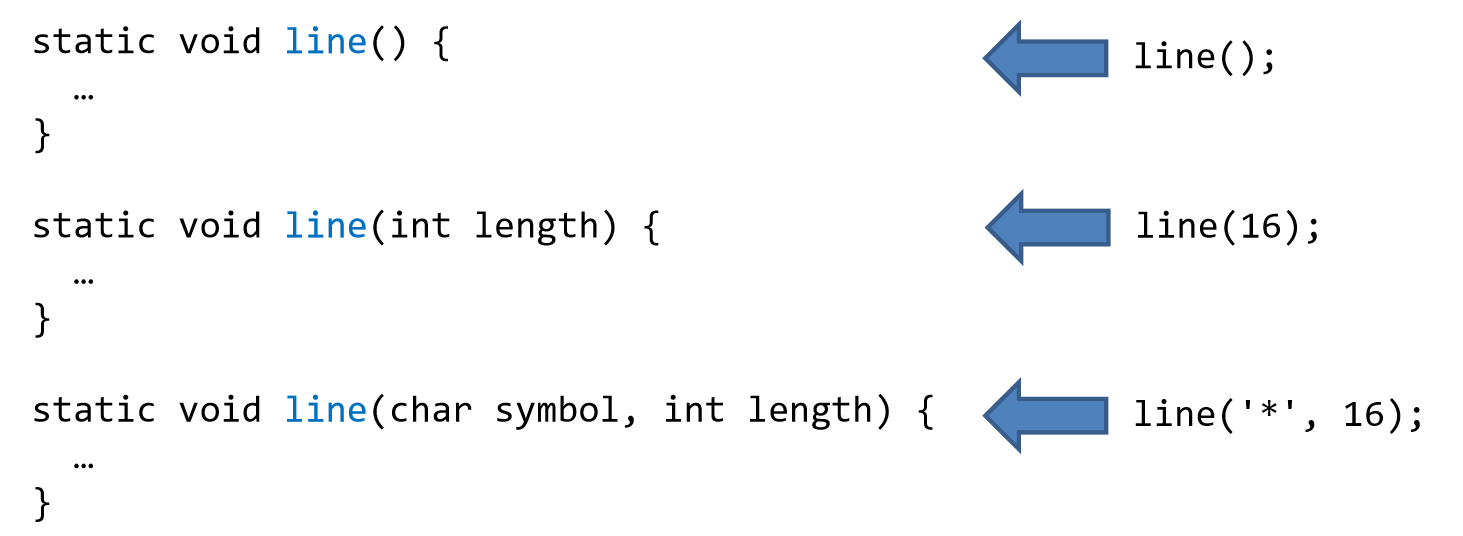 static void line() {
  …
}
line();
static void line(int length) {
  …
}
line(16);
static void line(char symbol, int length) {
  …
}
line('*', 16);